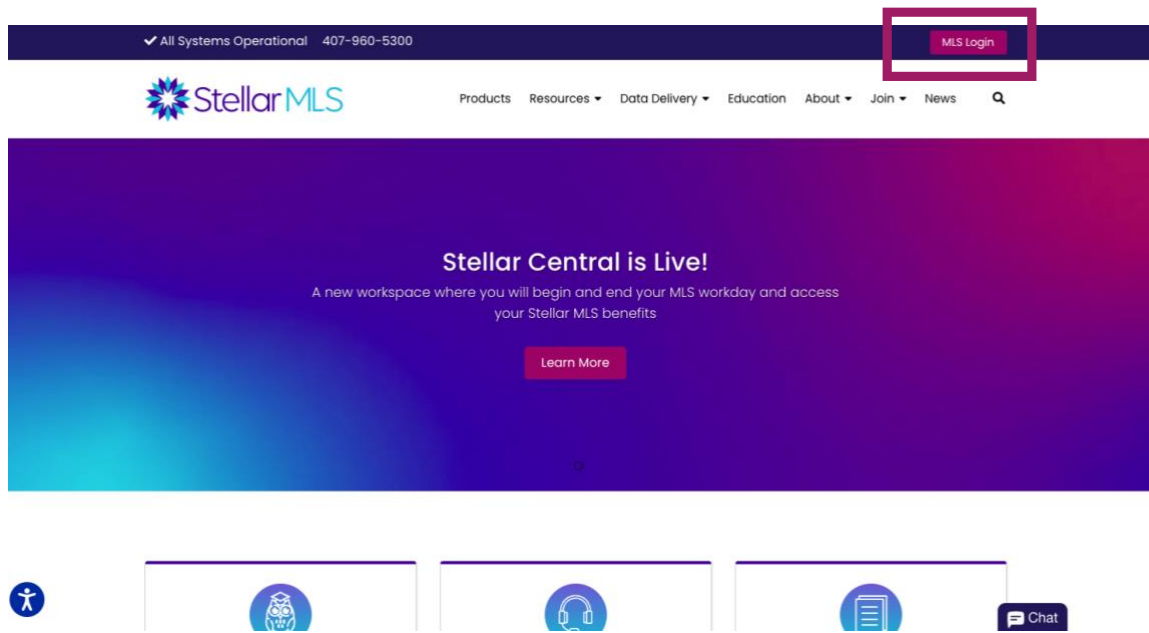 All Systems Operational 407-960-5300 MLS Login
StellarMLS Products Resources Data Delivery Education About Join News
Stellar Central is Live!
A new workspace where you will begin and end your MLS workday and access
your Stellar MLS benefits
Learn More
Chat